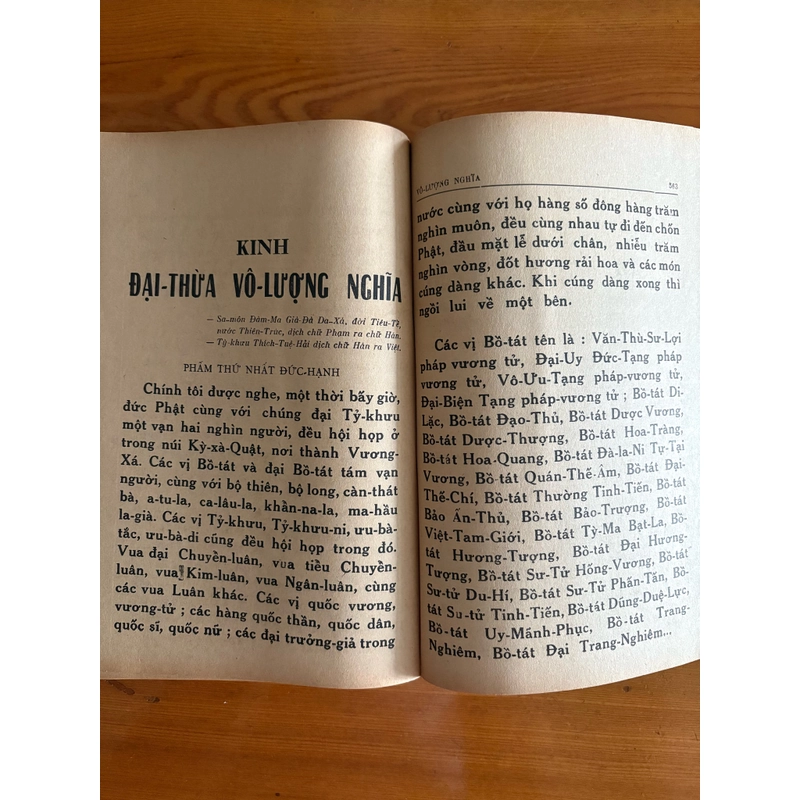 KINH
ĐẠI-THỪA VÔ-LƯỢNG NGHĨA
— Sa-môn Đàm-Ma Già-Đà Da-Xá, đời Tiêu-Tề,
nước Thiên-Trúc, dịch chữ Phạm ra chữ Hán.
— Tỳ-khưu Thích-Tuệ-Hải dịch chữ Hán ra Việt.
PHẨM THỨ NHẤT ĐỨC-HẠNH
Chính tôi được nghe, một thời bấy giờ,
đức Phật cùng với chúng đại Tỷ-khưu
một vạn hai nghìn người, đều hội họp ở
trong núi Kỳ-xà-Quật, nơi thành Vương-
Xá. Các vị Bồ-tát và đại Bồ-tát tám vạn
người, cùng với bộ thiên, bộ long, càn-thát
bà, a-tu-la, ca-lâu-la, khần-na-la, ma-hầu
la-già. Các vị Tỷ-khưu, Tỷ-khưu-ni, ưu-bà-
tắc, ưu-bà-di cũng đều hội họp trong đó.
Vua đại Chuyển-luân, vua tiểu Chuyển-
luân, vua Kim-luân, vua Ngân-luân, cùng
các vua Luân khác. Các vị quốc vương,
vương-tử ; các hàng quốc thần, quốc dân,
quốc sĩ, quốc nữ ; các đại trưởng-giả trong
VÔ-LƯỢNG NGHĨA 563
nước cùng với họ hàng số đông hàng trăm
nghìn muôn, đều cùng nhau tự đi đến chốn
Phật, đầu mặt lễ dưới chân, nhiễu trăm
nghìn vòng, đốt hương rải hoa và các món
cúng dàng khác. Khi cúng dàng xong thì
ngồi lui về một bên.
Các vị Bồ-tát tên là : Văn-Thù-Sư-Lợi
pháp vương tử, Đại-Uy Đức-Tạng pháp
vương tử, Vô-Ưu-Tạng pháp-vương tử,
Đại-Biện Tạng pháp-vương tử ; Bồ-tát Di-
Lặc, Bồ-tát Đạo-Thủ, Bồ-tát Dược Vương,
Bồ-tát Dược-Thượng, Bồ-tát Hoa-Tràng,
Bồ-tát Hoa-Quang, Bồ-tát Đà-la-Ni Tự-Tại
Vương, Bồ-tát Quán-Thế-Âm, Bồ-tát Đại-
Thế-Chí, Bồ-tát Thường Tinh-Tiến, Bồ-tát
Bảo Ấn-Thủ, Bồ-tát Bảo-Trượng, Bồ-tát
Việt-Tam-Giới, Bồ-tát Tỳ-Ma Bạt-La, Bồ-
tát Hương-Tượng, Bồ-tát Đại Hương-
Tượng, Bồ-tát Sư-Tử Hống-Vương, Bồ-tát
Sư-tử Du-Hí, Bồ-tát Sư-Tử Phấn-Tấn, Bồ-
tát Sư-tử Tinh-Tiến, Bồ-tát Dũng-Duệ-Lực,
Bồ-tát Uy-Mãnh-Phục, Bồ-tát Trang-
Nghiêm, Bồ-tát Đại Trang-Nghiêm...